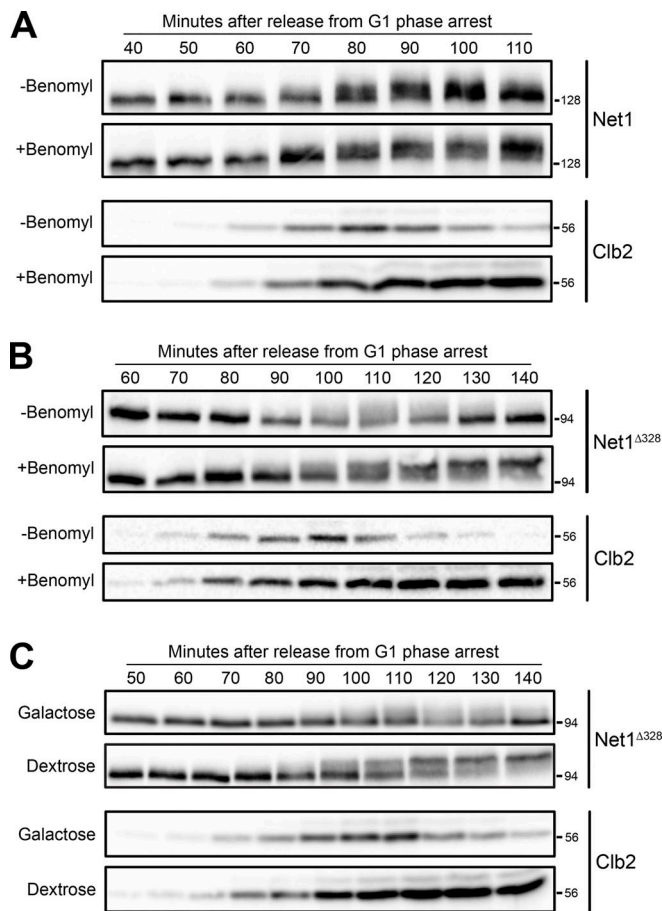 A
Minutes after release from G1 phase arrest
40 50 60 70 80 90 100 110
-Benomyl
-128
+Benomyl
-128
Net1
-Benomyl
-56
+Benomyl
-56
Clb2
B
Minutes after release from G1 phase arrest
60 70 80 90 100 110 120 130 140
-Benomyl
-94
+Benomyl
-94
Net1Δ328
-Benomyl
-56
+Benomyl
-56
Clb2
C
Minutes after release from G1 phase arrest
50 60 70 80 90 100 110 120 130 140
Galactose
-94
Dextrose
-94
Net1Δ328
Galactose
-56
Dextrose
-56
Clb2